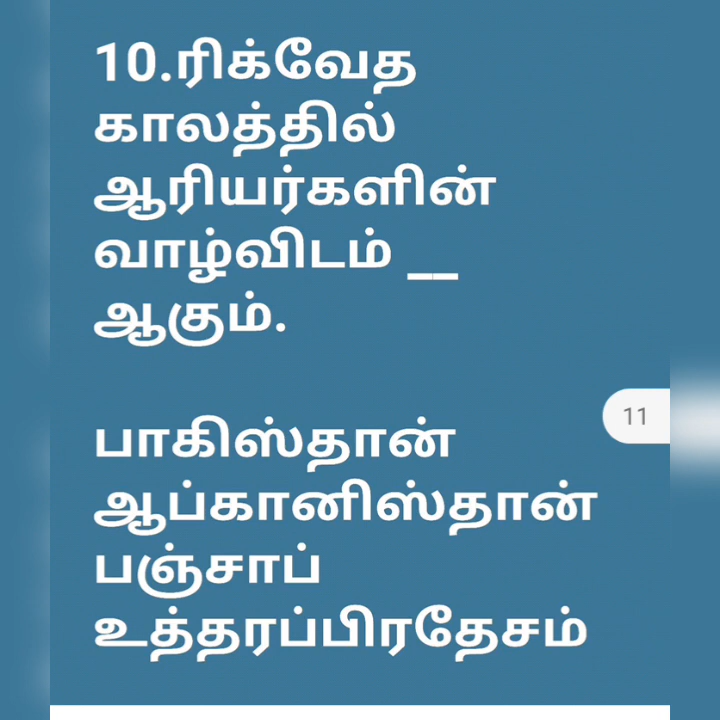 10.ரிக்வேத
காலத்தில்
ஆரியர்களின்
வாழ்விடம் __
ஆகும்.
11
பாகிஸ்தான்
ஆப்கானிஸ்தான்
பஞ்சாப்
உத்தரப்பிரதேசம்